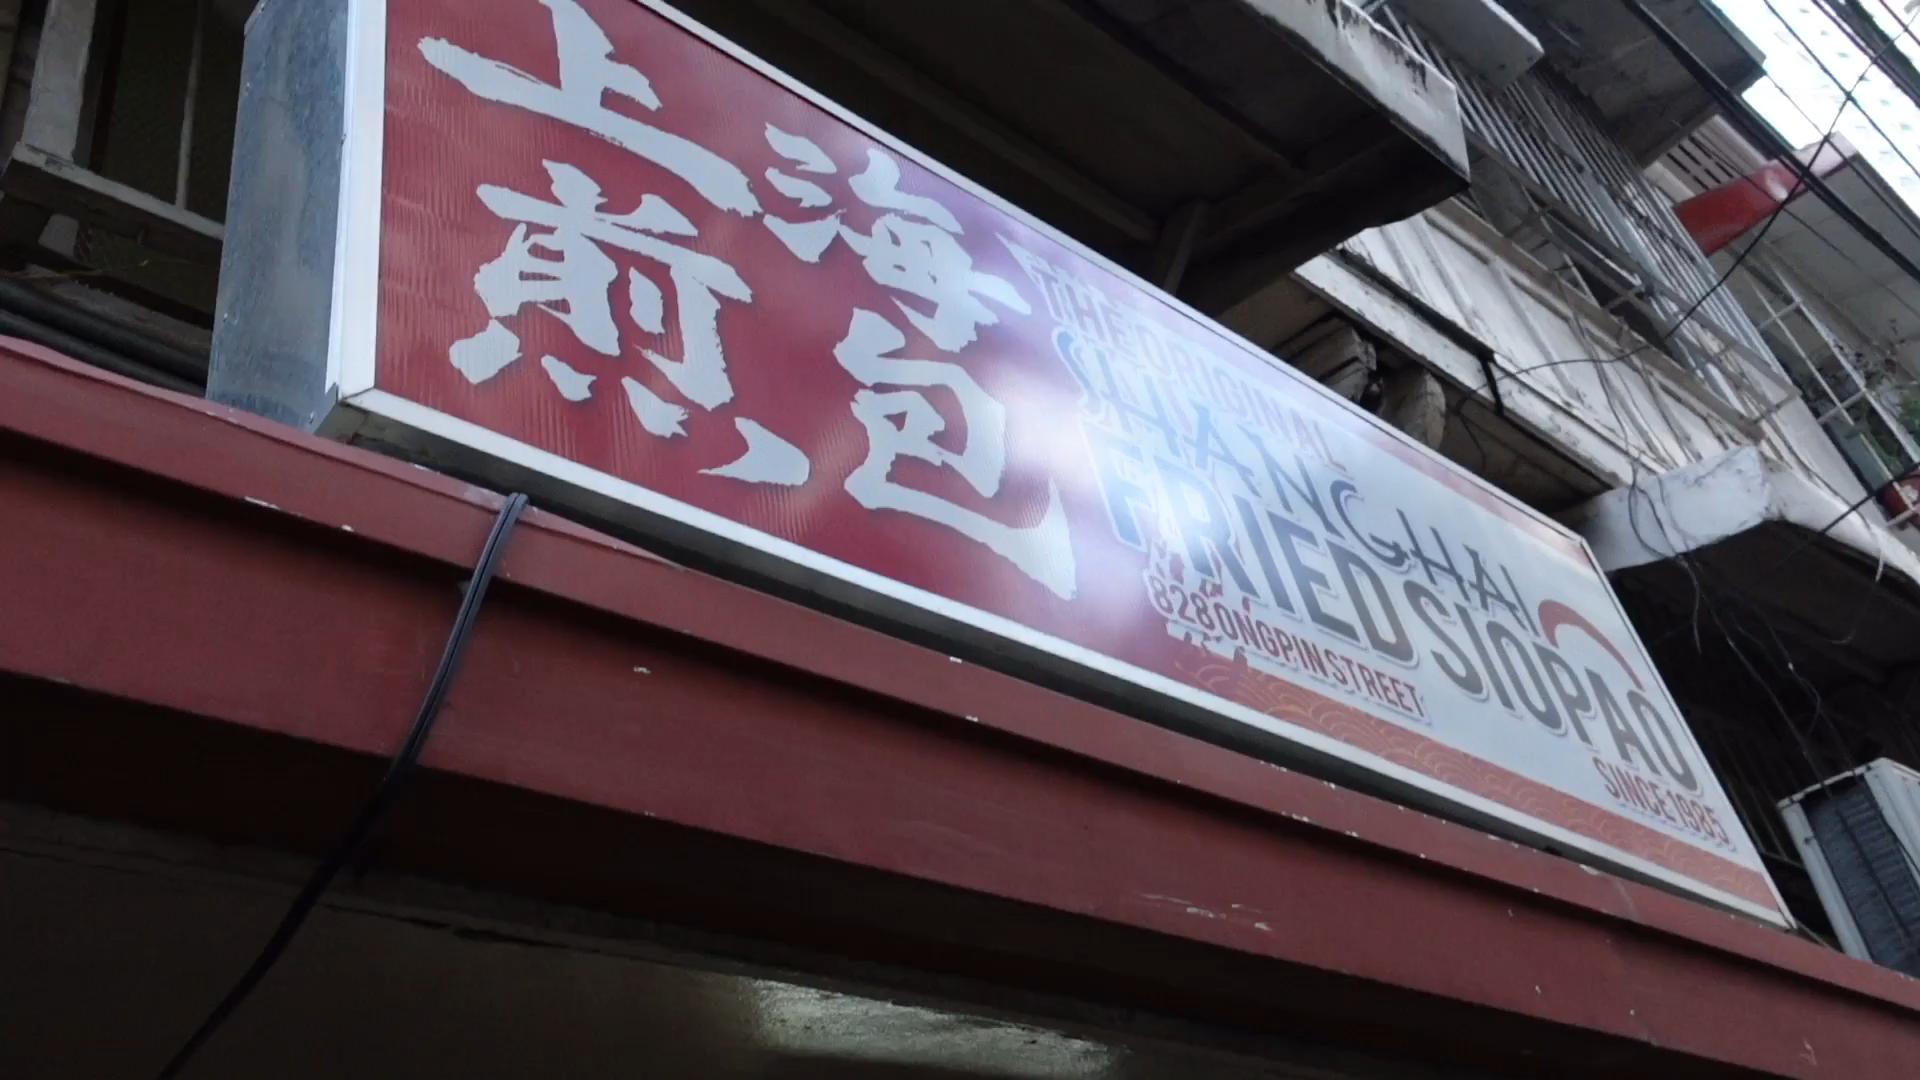 上海
煎包
THE ORIGINAL
SHANGHAI
FRIED SIOPAO
828 ONGPIN STREET
SINCE 1985